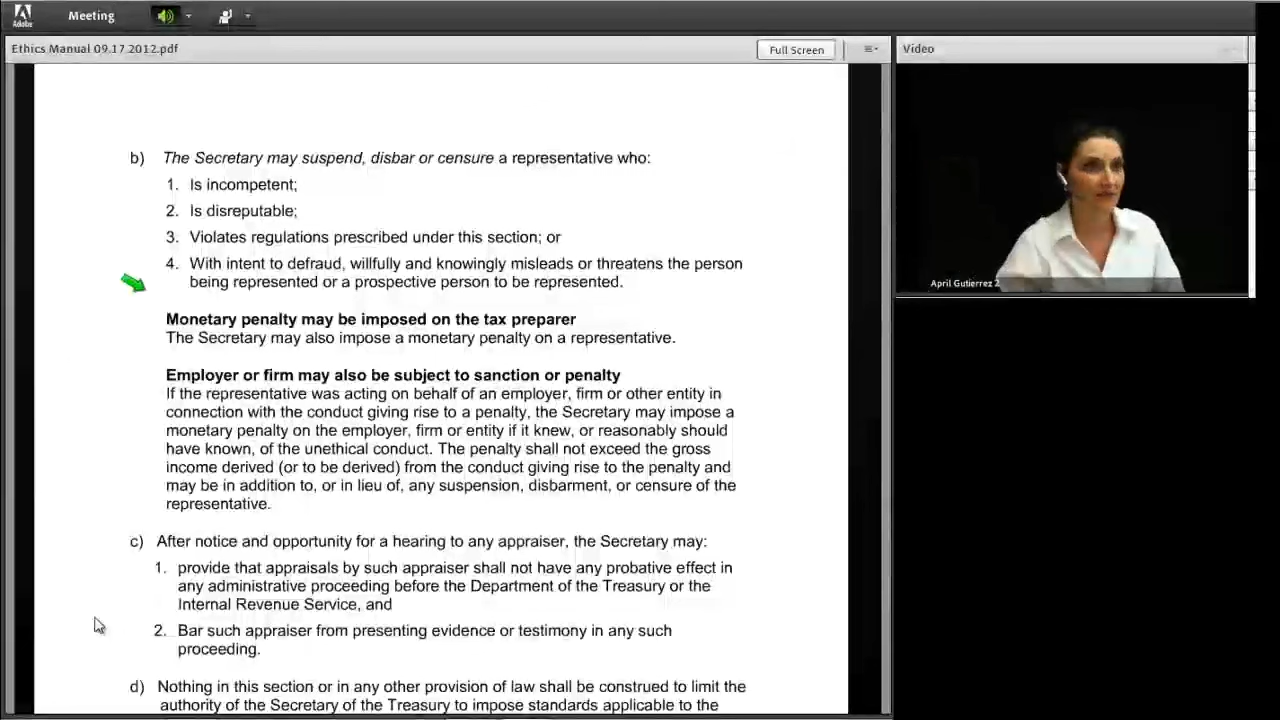 Adobe
Meeting
Ethics Manual 09.17.2012.pdf
Full Screen
Video
b) The Secretary may suspend, disbar or censure a representative who:
1. Is incompetent;
2. Is disreputable;
3. Violates regulations prescribed under this section; or
4. With intent to defraud, willfully and knowingly misleads or threatens the person
being represented or a prospective person to be represented.
Monetary penalty may be imposed on the tax preparer
The Secretary may also impose a monetary penalty on a representative.
Employer or firm may also be subject to sanction or penalty
If the representative was acting on behalf of an employer, firm or other entity in
connection with the conduct giving rise to a penalty, the Secretary may impose a
monetary penalty on the employer, firm or entity if it knew, or reasonably should
have known, of the unethical conduct. The penalty shall not exceed the gross
income derived (or to be derived) from the conduct giving rise to the penalty and
may be in addition to, or in lieu of, any suspension, disbarment, or censure of the
representative.
c) After notice and opportunity for a hearing to any appraiser, the Secretary may:
1. provide that appraisals by such appraiser shall not have any probative effect in
any administrative proceeding before the Department of the Treasury or the
Internal Revenue Service, and
2. Bar such appraiser from presenting evidence or testimony in any such
proceeding.
d) Nothing in this section or in any other provision of law shall be construed to limit the
authority of the Secretary of the Treasury to impose standards applicable to the
April Gutierrez 2